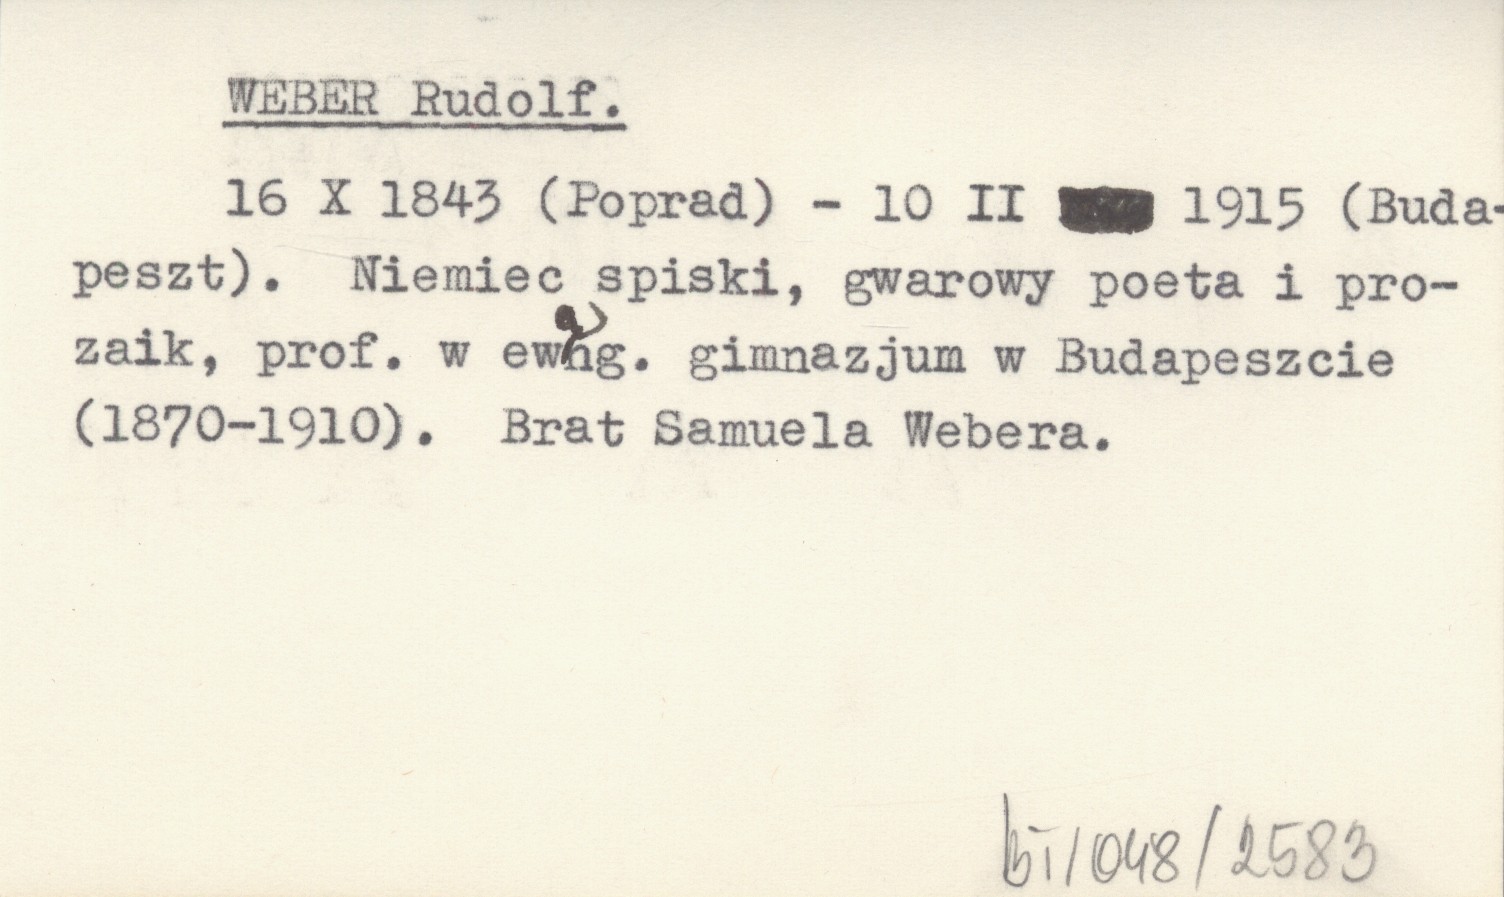 WEBER Rudolf.
16 X 1843 (Poprad) - 10 II 1915 (Buda-
peszt). Niemiec spiski, gwarowy poeta i pro-
zaik, prof. w ewang. gimnazjum w Budapeszcie
(1870-1910). Brat Samuela Webera.
BI/048/2583